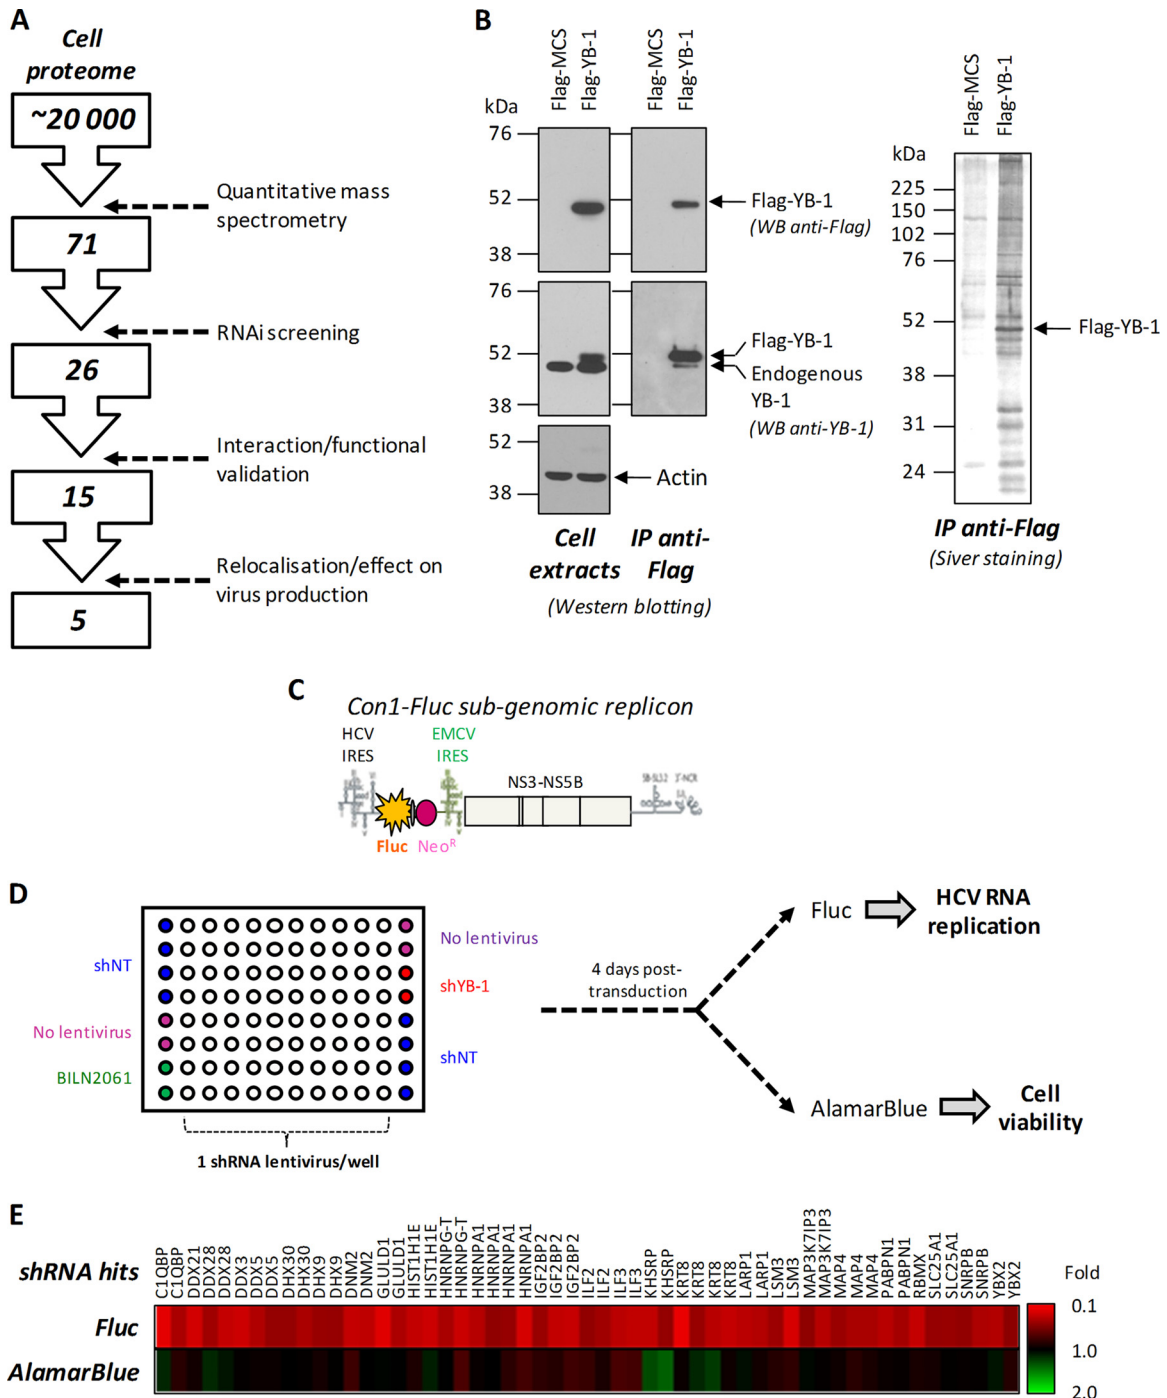 A
Cell
proteome
~20 000
Quantitative mass
spectrometry
71
RNAi screening
26
Interaction/functional
validation
15
Relocalisation/effect on
virus production
5
B
Flag-MCS
Flag-YB-1
Flag-MCS
Flag-YB-1
kDa
76
52
38
Flag-YB-1
(WB anti-Flag)
76
52
38
Flag-YB-1
Endogenous
YB-1
(WB anti-YB-1)
52
38
Actin
Cell
extracts
IP anti-
Flag
(Western blotting)
Flag-MCS
Flag-YB-1
kDa
225
150
102
76
52
38
31
24
Flag-YB-1
IP anti-Flag
(Siver staining)
C
Con1-Fluc sub-genomic replicon
HCV
IRES
EMCV
IRES
NS3-NS5B
Fluc
NeoR
D
shNT
No lentivirus
BILN2061
No lentivirus
shYB-1
shNT
1 shRNA lentivirus/well
4 days post-
transduction
Fluc
HCV RNA
replication
AlamarBlue
Cell
viability
E
shRNA hits
C1QBP
C1QBP
DDX21
DDX28
DDX28
DDX3
DDX5
DDX5
DHX30
DHX30
DHX9
DHX9
DNM2
DNM2
GLULD1
GLULD1
HIST1H1E
HIST1H1E
HNRNPG-T
HNRNPG-T
HNRNPA1
HNRNPA1
HNRNPA1
HNRNPA1
IGF2BP2
IGF2BP2
IGF2BP2
ILF2
ILF2
ILF3
ILF3
KHSRP
KHSRP
KRT8
KRT8
KRT8
KRT8
LARP1
LARP1
LSM3
LSM3
MAP3K7IP3
MAP3K7IP3
MAP4
MAP4
MAP4
PABPN1
PABPN1
RBMX
SLC25A1
SLC25A1
SNRPB
SNRPB
YBX2
YBX2
Fluc
AlamarBlue
Fold
0.1
1.0
2.0